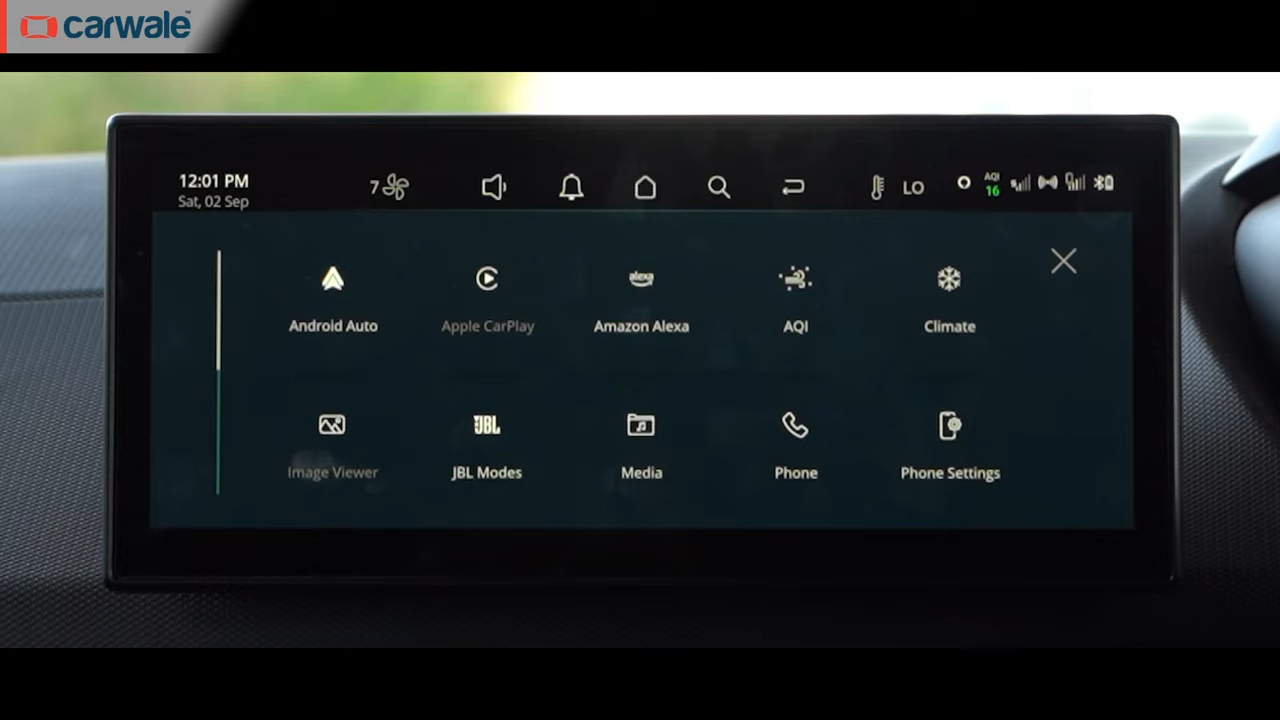 carwale™
12:01 PM
Sat, 02 Sep
7
LO
AQI
16
Android Auto
Apple CarPlay
alexa
Amazon Alexa
AQI
Climate
Image Viewer
JBL
JBL Modes
Media
Phone
Phone Settings